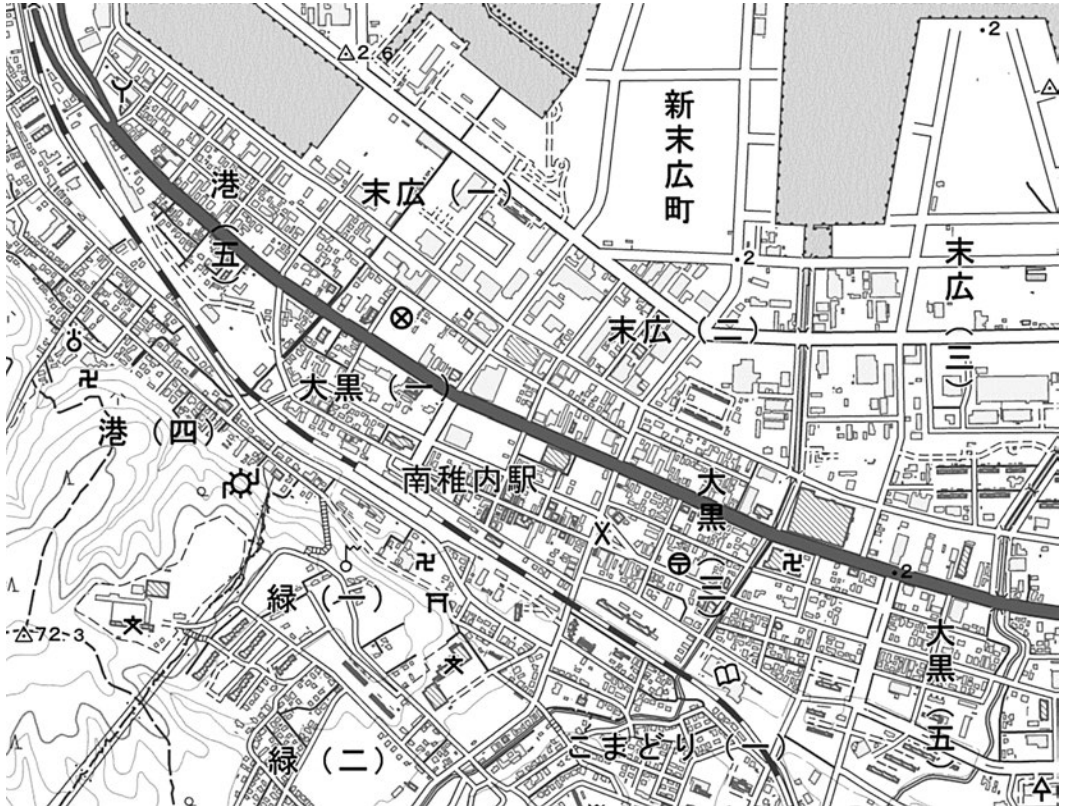 2.6
・2
新末広町
港(五)
末広(一)
末広(三)
・2
末広(二)
大黒(一)
港(四)
南稚内駅
大黒(三)
・2
緑(一)
72.3
大黒(五)
こまどり(一)
緑(二)